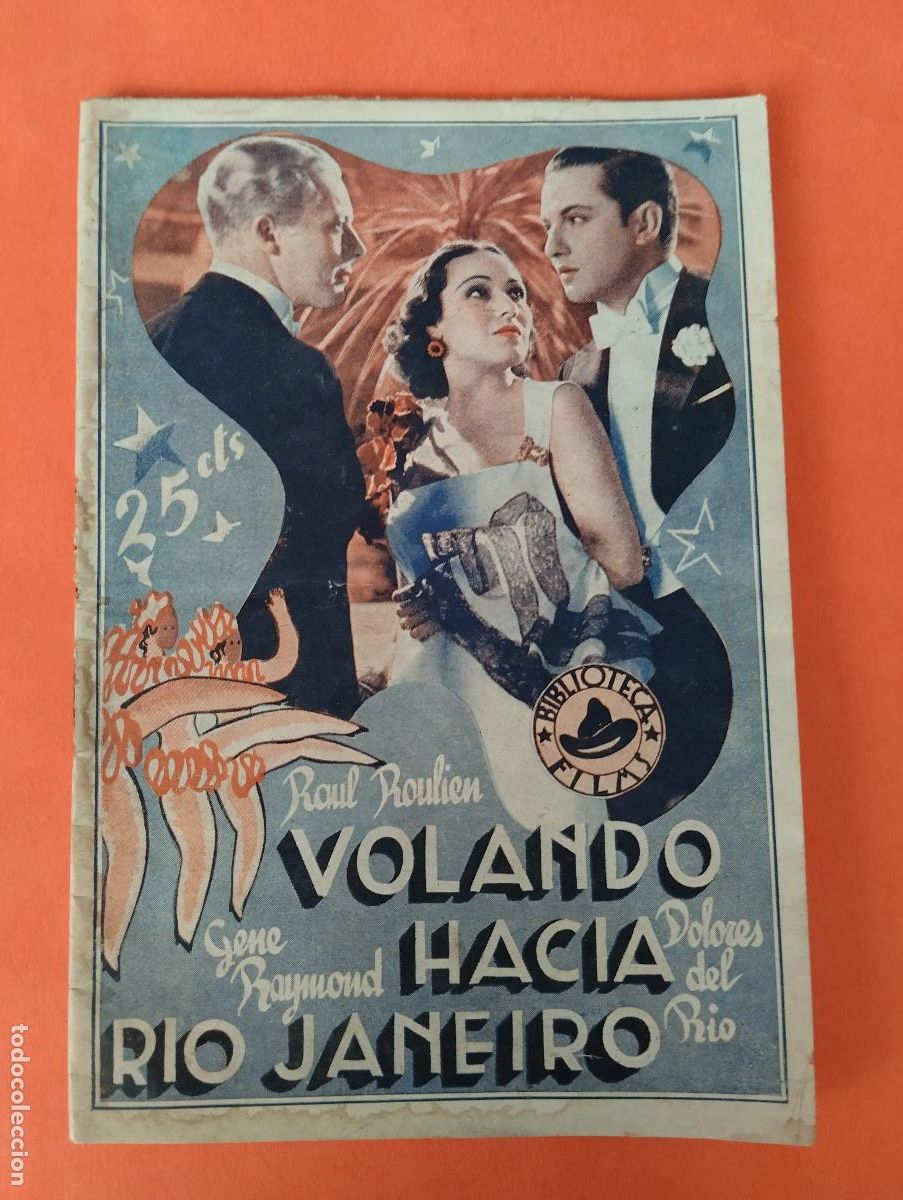 25 cts
BIBLIOTECA
FILMS
Raul Roulien
VOLANDO
Gene
Raymond
HACIA
Dolores
del
Rio
RIO JANEIRO
todocoleccion